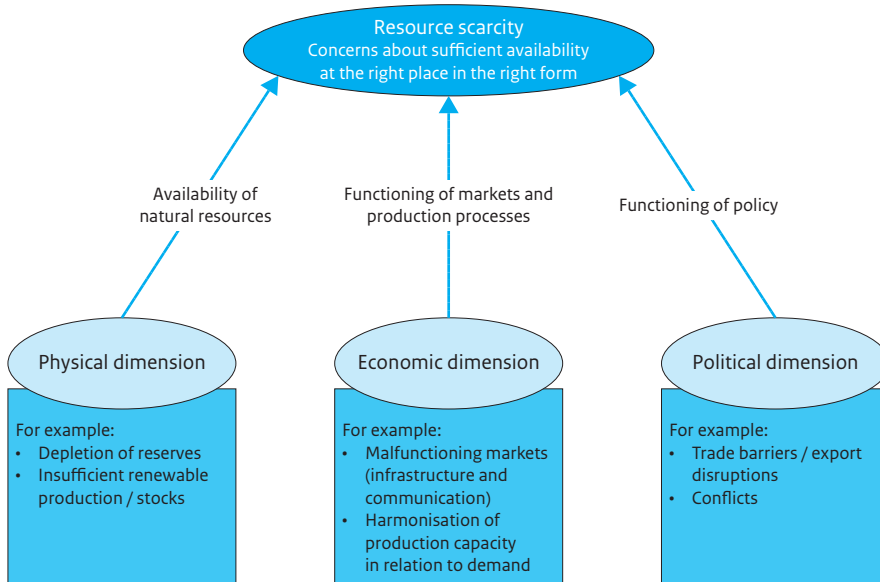 Resource scarcity
Concerns about sufficient availability
at the right place in the right form
Availability of
natural resources
Functioning of markets and
production processes
Functioning of policy
Physical dimension
For example:
• Depletion of reserves
• Insufficient renewable
production / stocks
Economic dimension
For example:
• Malfunctioning markets
(infrastructure and
communication)
• Harmonisation of
production capacity
in relation to demand
Political dimension
For example:
• Trade barriers / export
disruptions
• Conflicts